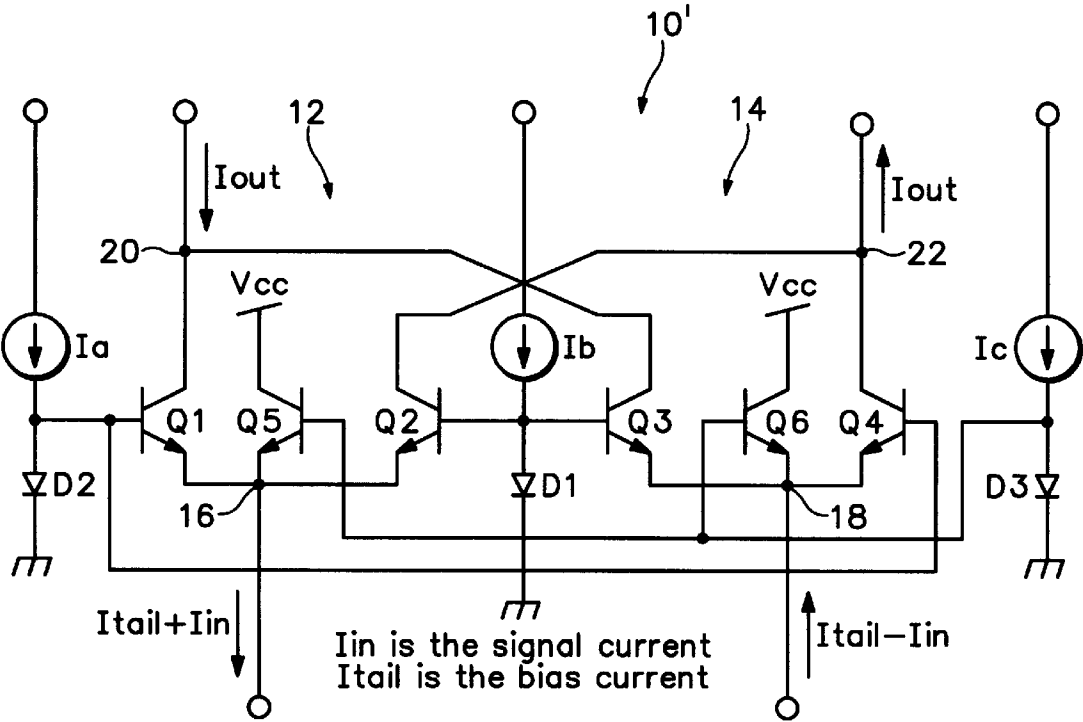 10'
12
14
Iout
Iout
20
22
Vcc
Vcc
Ia
Ib
Ic
Q1
Q5
Q2
Q3
Q6
Q4
D2
D1
D3
16
18
Itail+Iin
Itail−Iin
Iin is the signal current
Itail is the bias current